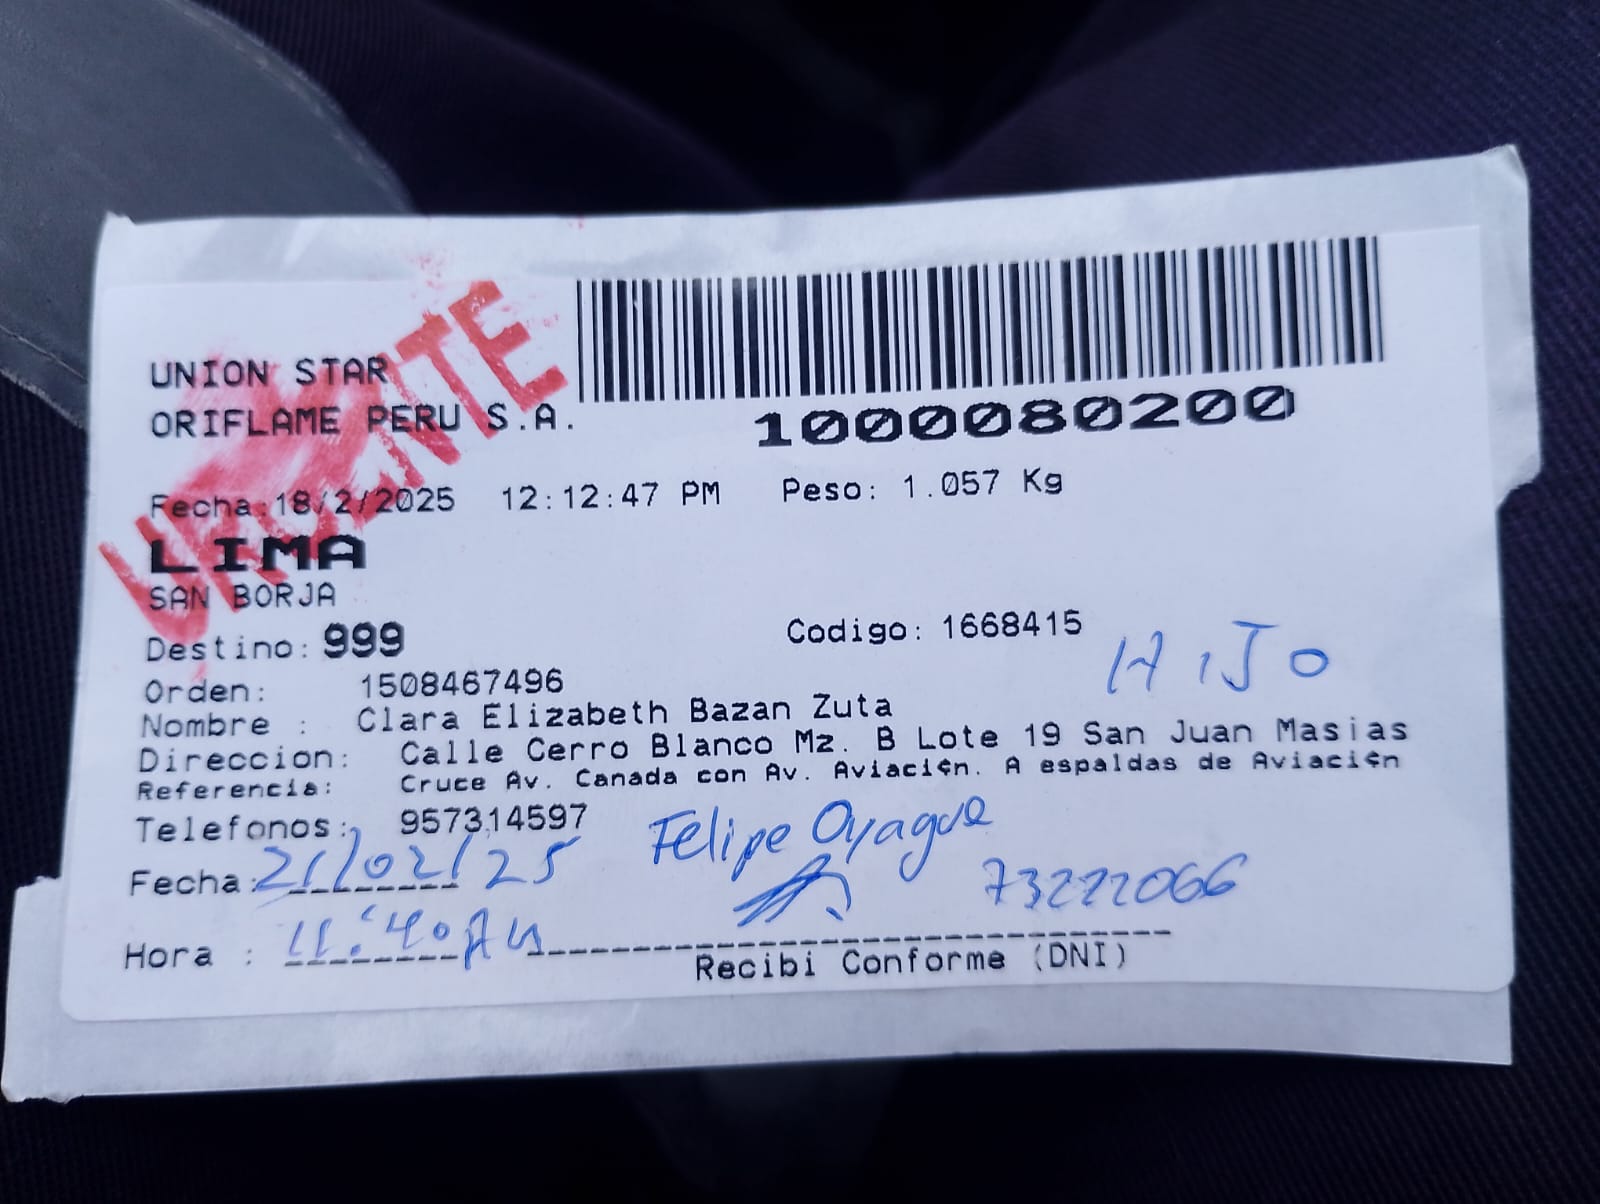 URGENTE
UNION STAR
ORIFLAME PERU S.A.
1000080200
Fecha:18/2/2025 12:12:47 PM Peso: 1.057 Kg
LIMA
SAN BORJA
Destino: 999 Codigo: 1668415
HIJO
Orden: 1508467496
Nombre : Clara Elizabeth Bazan Zuta
Direccion: Calle Cerro Blanco Mz. B Lote 19 San Juan Masias
Referencia: Cruce Av. Canada con Av. Aviaci¢n. A espaldas de Aviaci¢n
Telefonos: 957314597
Felipe Oyague
Fecha: 21/02/25 73222066
Hora : 11:40 AM
Recibi Conforme (DNI)